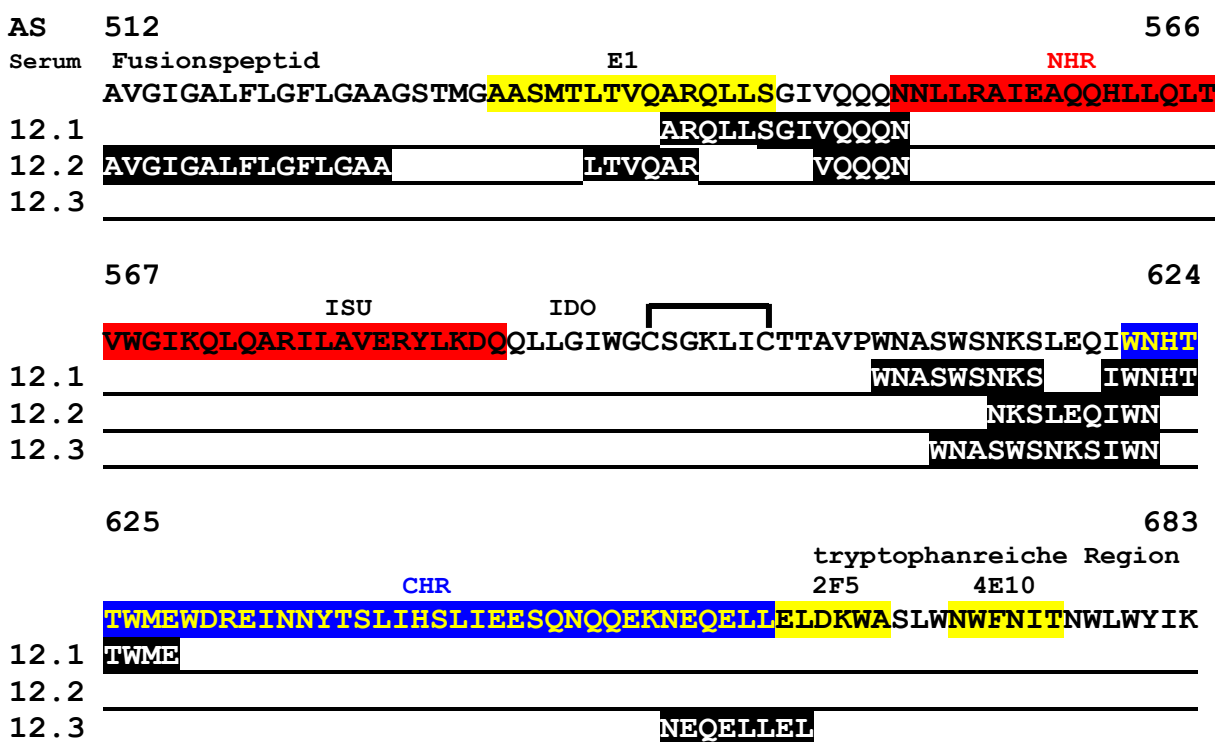 AS 512 566
Serum Fusionspeptid E1 NHR
AVGIGALFLGFLGAAGSTMGAASMTLTVQARQLLSGIVQQQNNLLRAIEAQQHLLQLT
12.1 ARQLLSGIVQQQN
12.2 AVGIGALFLGFLGAA LTVQAR VQQQN
12.3
567 624
ISU IDO
VWGIKQLQARILAVERYLKDQQLLGIWGCSGKLICTTAVPWNASWSNKSLEQIWNHT
12.1 WNASWSNKS IWNHT
12.2 NKSLEQIWN
12.3 WNASWSNKSIWN
625 683
tryptophanreiche Region
CHR 2F5 4E10
TWMEWDREINNYTSLIHSLIEESQNQQEKNEQELLELDKWASLWNWFNITNWLWYIK
12.1 TWME
12.2
12.3 NEQELLEL